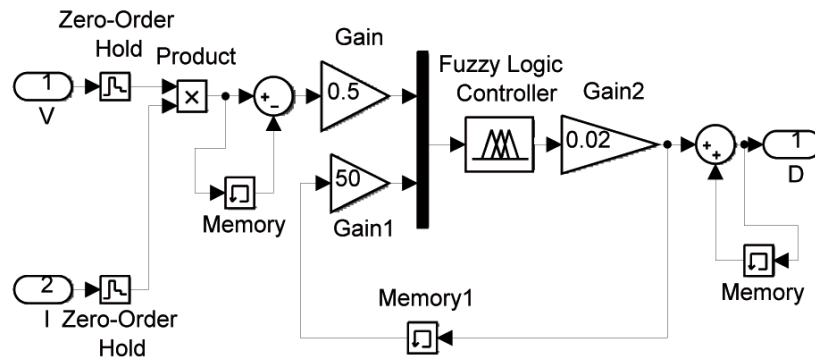 Zero-Order
Hold
Product
1
V
×
+
-
Gain
0.5
Fuzzy Logic
Controller
Gain2
0.02
+
+
1
D
Memory
50
Gain1
Memory
2
I
Zero-Order
Hold
Memory1